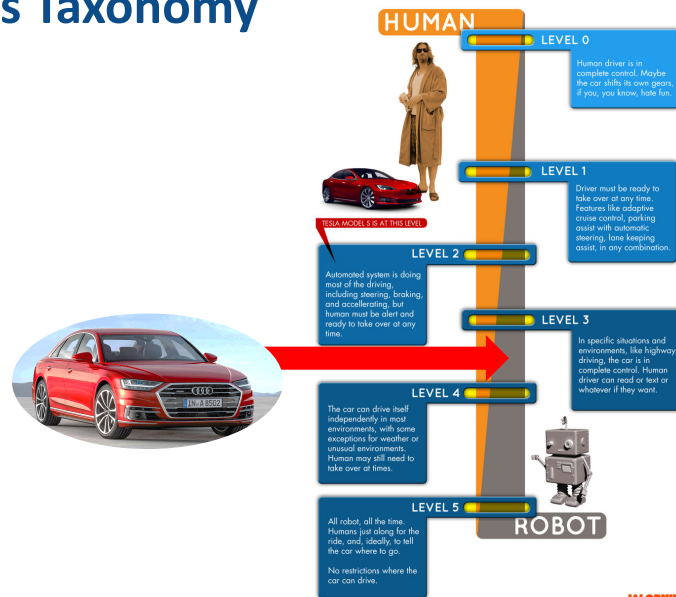 s Taxonomy
HUMAN
LEVEL 0
Human driver is in
complete control. Maybe
the car shifts its own gears,
if you, you know, hate fun.
LEVEL 1
Driver must be ready to
take over at any time.
Features like adaptive
cruise control, parking
assist with automatic
steering, lane keeping
assist, in any combination.
TESLA MODEL S IS AT THIS LEVEL
LEVEL 2
Automated system is doing
most of the driving,
including steering, braking,
and accellerating, but
human must be alert and
ready to take over at any
time.
LEVEL 3
In specific situations and
environments, like highway
driving, the car is in
complete control. Human
driver can read or text or
whatever if they want.
IN·A 8502
LEVEL 4
The car can drive itself
independently in most
environments, with some
exceptions for weather or
unusual environments.
Human may still need to
take over at times.
LEVEL 5
All robot, all the time.
Humans just along for the
ride, and, ideally, to tell
the car where to go.
No restrictions where the
car can drive.
ROBOT